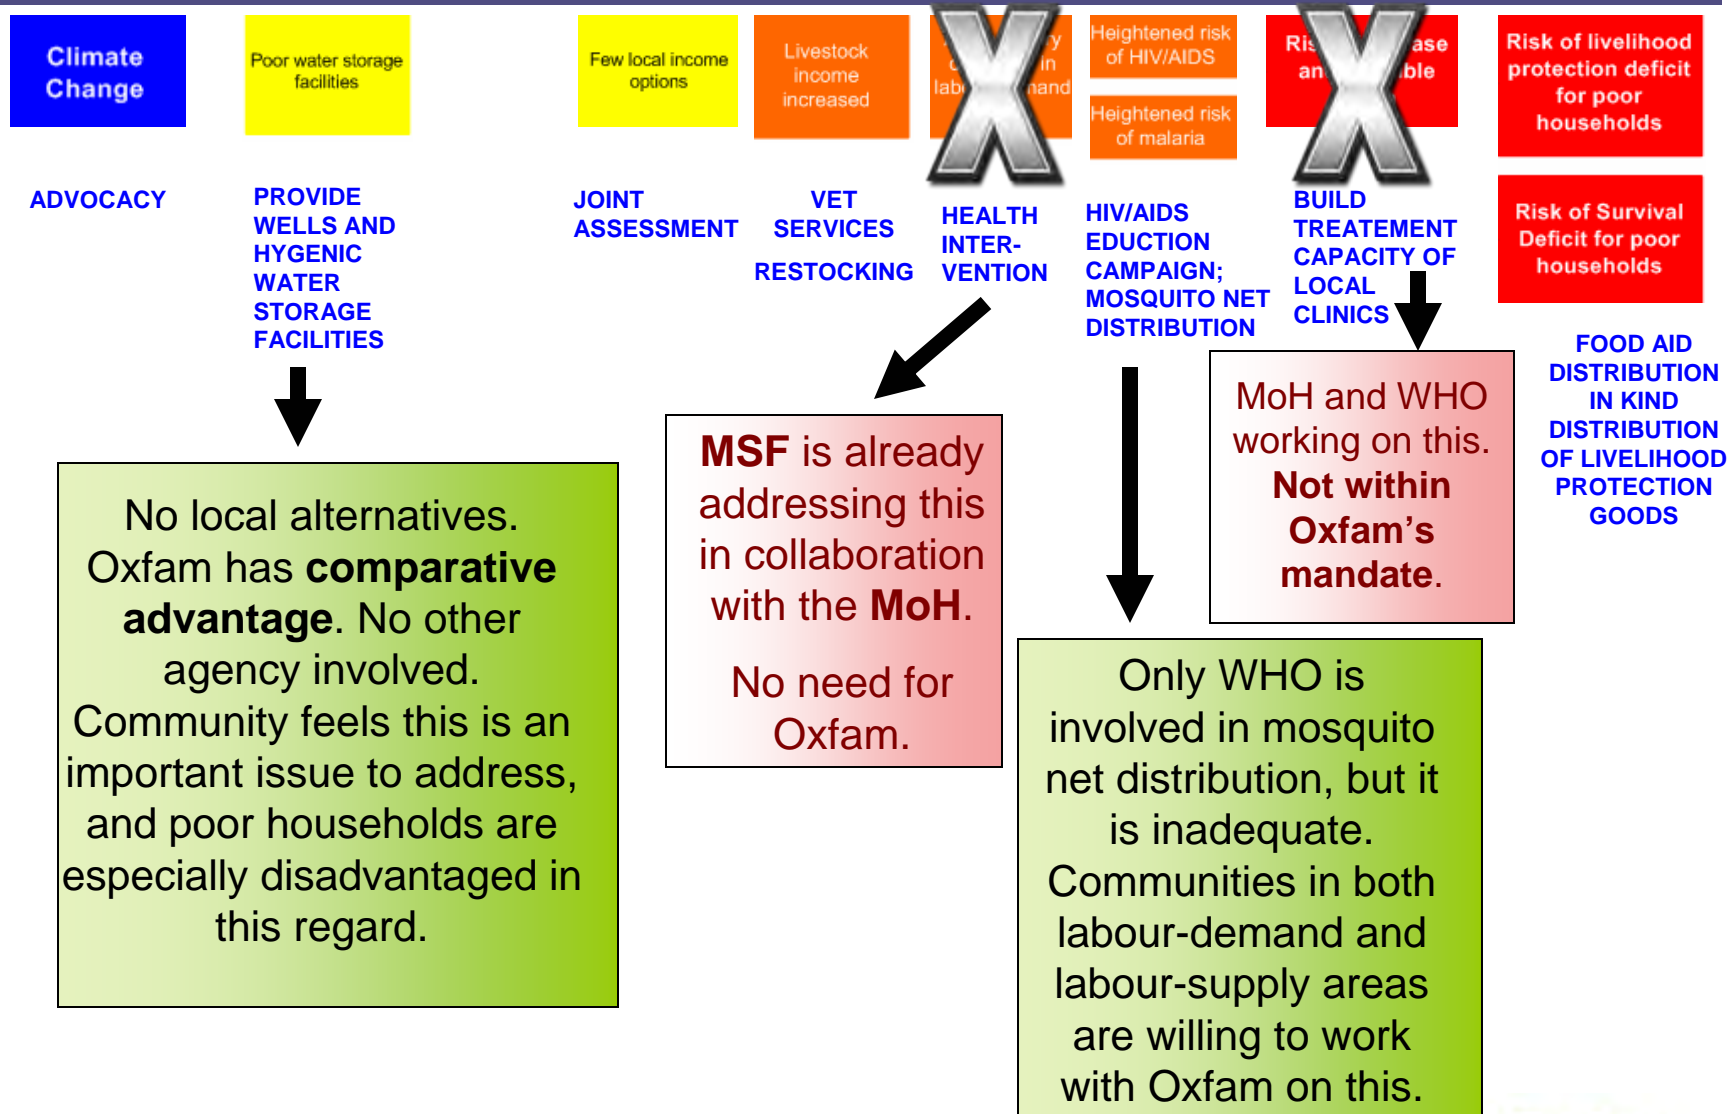 Climate
Change
Poor water storage
facilities
Few local income
options
Livestock
income
increased
in
Heightened risk
of HIV/AIDS
Heightened risk
of malaria
Risk of livelihood
protection deficit
for poor
households
Risk of Survival
Deficit for poor
households
ADVOCACY
PROVIDE
WELLS AND
HYGENIC
WATER
STORAGE
FACILITIES
JOINT
ASSESSMENT
VET
SERVICES
RESTOCKING
HEALTH
INTER-
VENTION
HIV/AIDS
EDUCTION
CAMPAIGN;
MOSQUITO NET
DISTRIBUTION
BUILD
TREATEMENT
CAPACITY OF
LOCAL
CLINICS
FOOD AID
DISTRIBUTION
IN KIND
DISTRIBUTION
OF LIVELIHOOD
PROTECTION
GOODS
No local alternatives.
Oxfam has comparative
advantage. No other
agency involved.
Community feels this is an
important issue to address,
and poor households are
especially disadvantaged in
this regard.
MSF is already
addressing this
in collaboration
with the MoH.
No need for
Oxfam.
Only WHO is
involved in mosquito
net distribution, but it
is inadequate.
Communities in both
labour-demand and
labour-supply areas
are willing to work
with Oxfam on this.
MoH and WHO
working on this.
Not within
Oxfam’s
mandate.